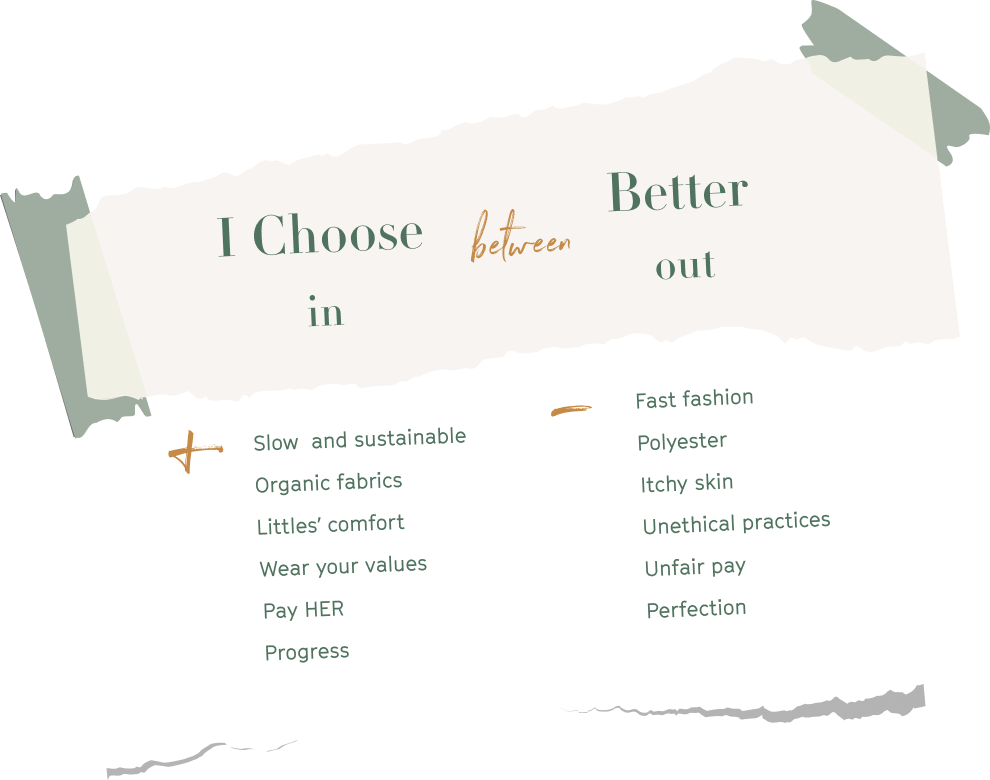 I Choose between Better
in out
+ Slow and sustainable
Organic fabrics
Littles’ comfort
Wear your values
Pay HER
Progress
– Fast fashion
Polyester
Itchy skin
Unethical practices
Unfair pay
Perfection